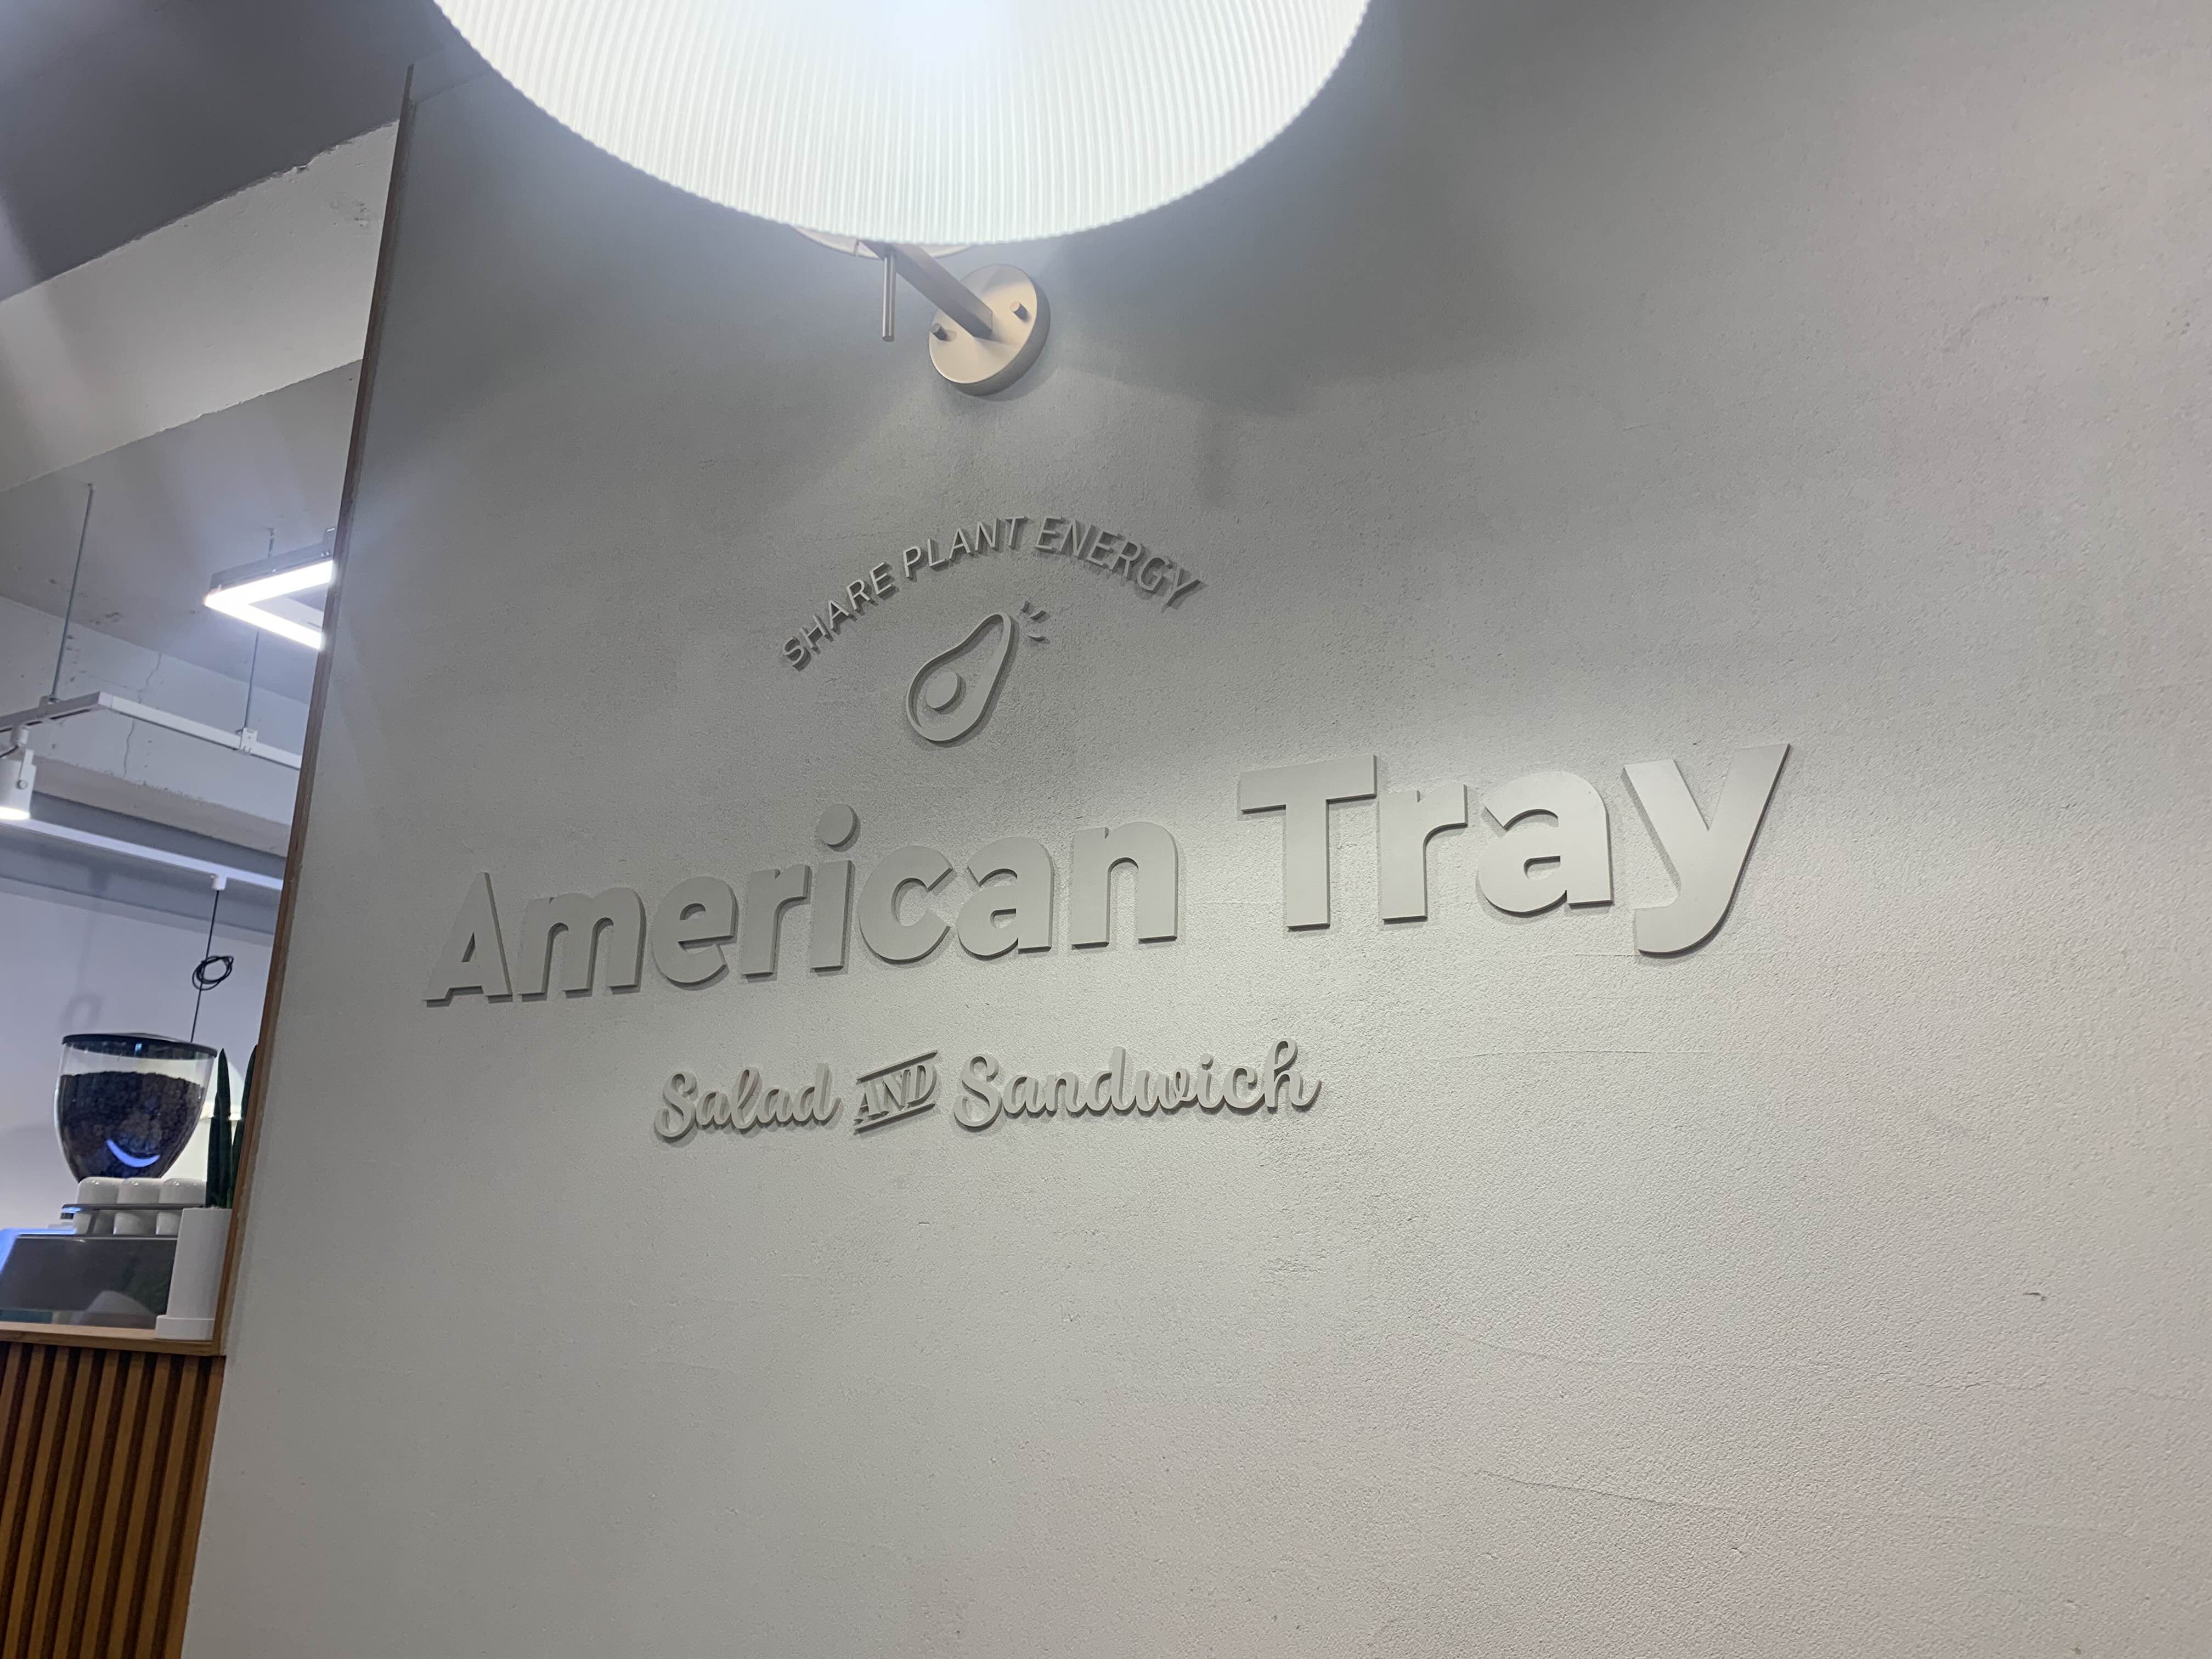 SHARE PLANT ENERGY
American Tray
Salad AND Sandwich